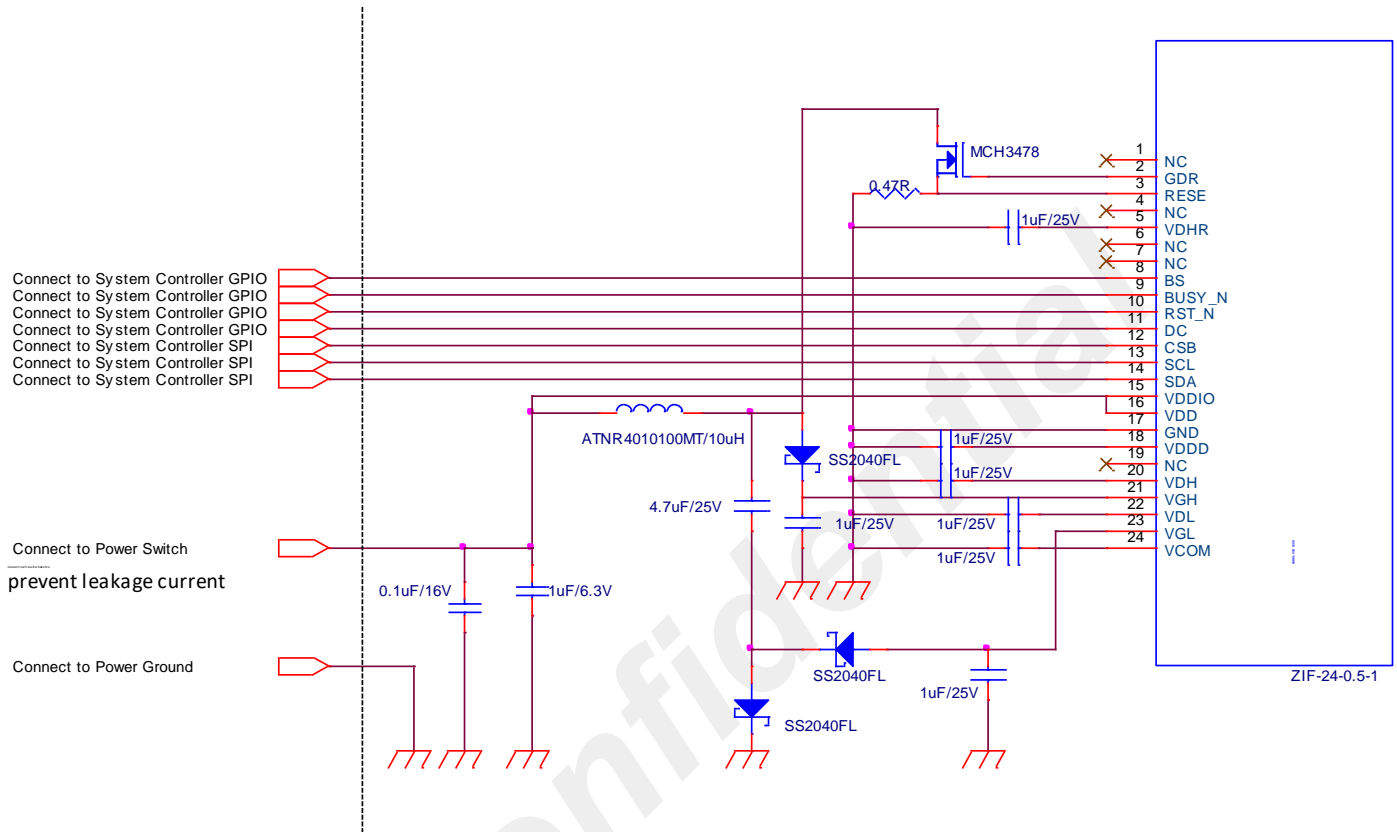 1
NC
2
GDR
3
RESE
4
NC
5
VDHR
6
NC
7
NC
8
BS
9
BUSY_N
10
RST_N
11
DC
12
CSB
13
SCL
14
SDA
15
VDDIO
16
VDD
17
GND
18
VDDD
19
NC
20
VDH
21
VGH
22
VDL
23
VGL
24
VCOM
ZIF-24-0.5-1
MCH3478
0.47R
1uF/25V
Connect to System Controller GPIO
Connect to System Controller GPIO
Connect to System Controller GPIO
Connect to System Controller GPIO
Connect to System Controller SPI
Connect to System Controller SPI
Connect to System Controller SPI
ATNR4010100MT/10uH
SS2040FL
1uF/25V
1uF/25V
4.7uF/25V
1uF/25V
1uF/25V
1uF/25V
Connect to Power Switch
prevent leakage current
0.1uF/16V
1uF/6.3V
Connect to Power Ground
SS2040FL
1uF/25V
SS2040FL
onfidential